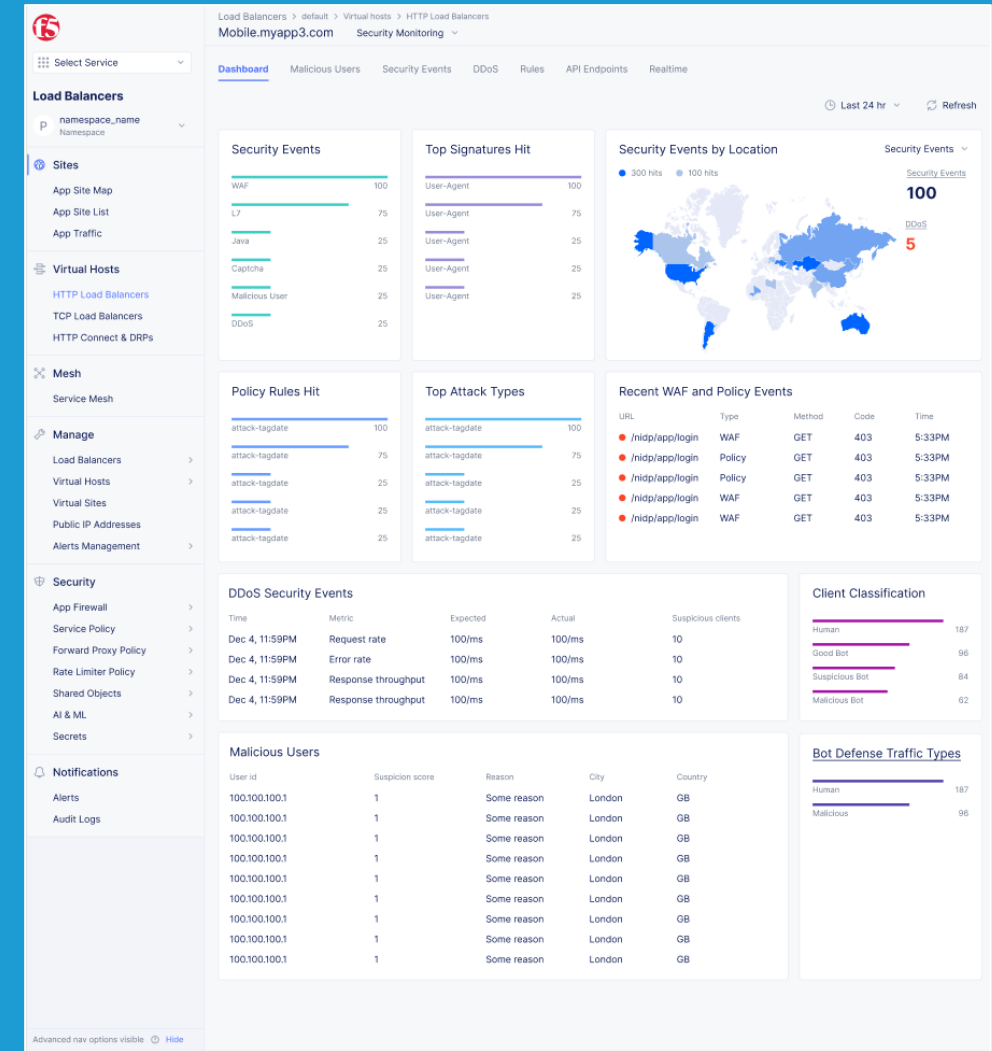 f5
Select Service
Load Balancers
P
namespace_name
Namespace
Sites
App Site Map
App Site List
App Traffic
Virtual Hosts
HTTP Load Balancers
TCP Load Balancers
HTTP Connect & DRPs
Mesh
Service Mesh
Manage
Load Balancers
Virtual Hosts
Virtual Sites
Public IP Addresses
Alerts Management
Security
App Firewall
Service Policy
Forward Proxy Policy
Rate Limiter Policy
Shared Objects
AI & ML
Secrets
Notifications
Alerts
Audit Logs
Advanced nav options visible Hide
Load Balancers > default > Virtual hosts > HTTP Load Balancers
Mobile.myapp3.com Security Monitoring
Dashboard Malicious Users Security Events DDoS Rules API Endpoints Realtime
Last 24 hr Refresh
Security Events
WAF 100
L7 75
Java 25
Captcha 25
Malicious User 25
DDoS 25
Top Signatures Hit
User-Agent 100
User-Agent 75
User-Agent 25
User-Agent 25
User-Agent 25
Security Events by Location Security Events
300 hits 100 hits
Security Events
100
DDoS
5
Policy Rules Hit
attack-tagdate 100
attack-tagdate 75
attack-tagdate 25
attack-tagdate 25
attack-tagdate 25
Top Attack Types
attack-tagdate 100
attack-tagdate 75
attack-tagdate 25
attack-tagdate 25
attack-tagdate 25
Recent WAF and Policy Events
URL Type Method Code Time
/nidp/app/login WAF GET 403 5:33PM
/nidp/app/login Policy GET 403 5:33PM
/nidp/app/login Policy GET 403 5:33PM
/nidp/app/login WAF GET 403 5:33PM
/nidp/app/login WAF GET 403 5:33PM
DDoS Security Events
Time Metric Expected Actual Suspicious clients
Dec 4, 11:59PM Request rate 100/ms 100/ms 10
Dec 4, 11:59PM Error rate 100/ms 100/ms 10
Dec 4, 11:59PM Response throughput 100/ms 100/ms 10
Dec 4, 11:59PM Response throughput 100/ms 100/ms 10
Client Classification
Human 187
Good Bot 96
Suspicious Bot 84
Malicious Bot 62
Malicious Users
User id Suspicion score Reason City Country
100.100.100.1 1 Some reason London GB
100.100.100.1 1 Some reason London GB
100.100.100.1 1 Some reason London GB
100.100.100.1 1 Some reason London GB
100.100.100.1 1 Some reason London GB
100.100.100.1 1 Some reason London GB
100.100.100.1 1 Some reason London GB
100.100.100.1 1 Some reason London GB
100.100.100.1 1 Some reason London GB
Bot Defense Traffic Types
Human 187
Malicious 96